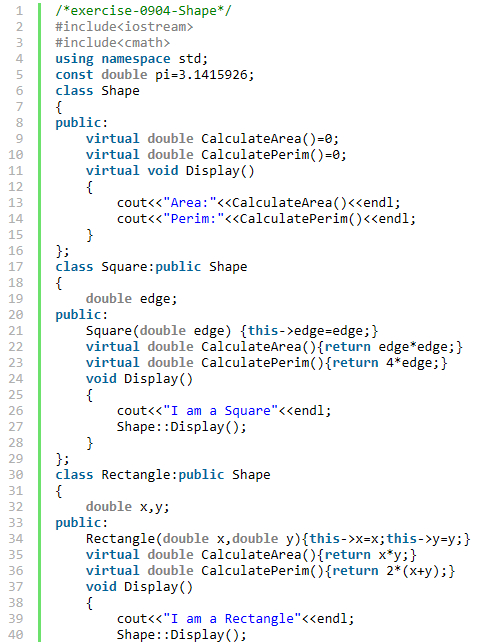 1 /*exercise-0904-Shape*/
2 #include<iostream>
3 #include<cmath>
4 using namespace std;
5 const double pi=3.1415926;
6 class Shape
7 {
8 public:
9     virtual double CalculateArea()=0;
10     virtual double CalculatePerim()=0;
11     virtual void Display()
12     {
13         cout<<"Area:"<<CalculateArea()<<endl;
14         cout<<"Perim:"<<CalculatePerim()<<endl;
15     }
16 };
17 class Square:public Shape
18 {
19     double edge;
20 public:
21     Square(double edge) {this->edge=edge;}
22     virtual double CalculateArea(){return edge*edge;}
23     virtual double CalculatePerim(){return 4*edge;}
24     void Display()
25     {
26         cout<<"I am a Square"<<endl;
27         Shape::Display();
28     }
29 };
30 class Rectangle:public Shape
31 {
32     double x,y;
33 public:
34     Rectangle(double x,double y){this->x=x;this->y=y;}
35     virtual double CalculateArea(){return x*y;}
36     virtual double CalculatePerim(){return 2*(x+y);}
37     void Display()
38     {
39         cout<<"I am a Rectangle"<<endl;
40         Shape::Display();